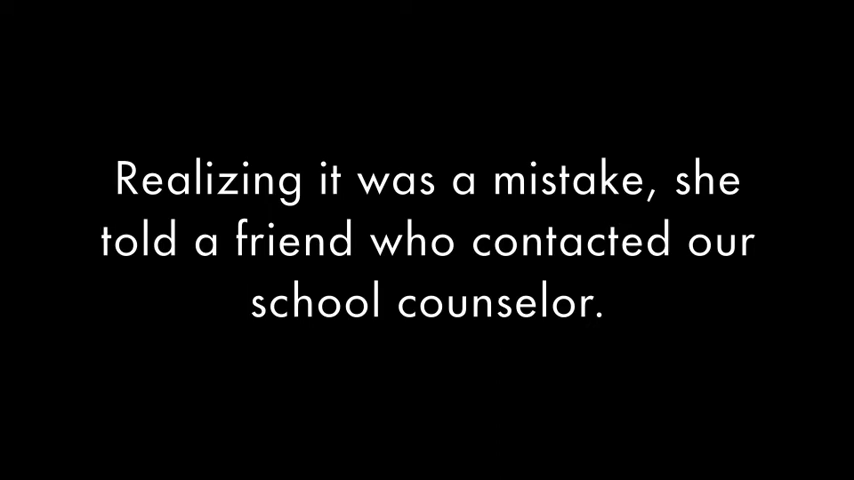 Realizing it was a mistake, she
told a friend who contacted our
school counselor.